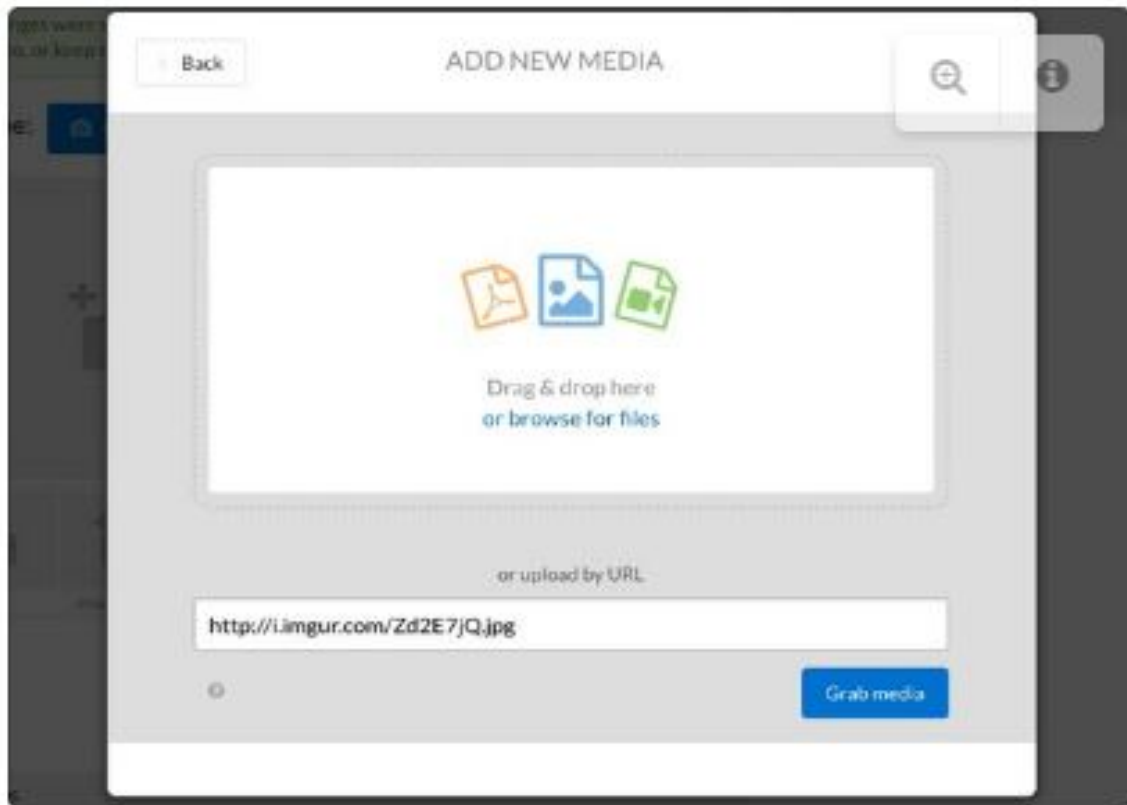 Back
ADD NEW MEDIA
Drag & drop here
or browse for files
or upload by URL
http://i.imgur.com/Zd2E7jQ.jpg
Grab media